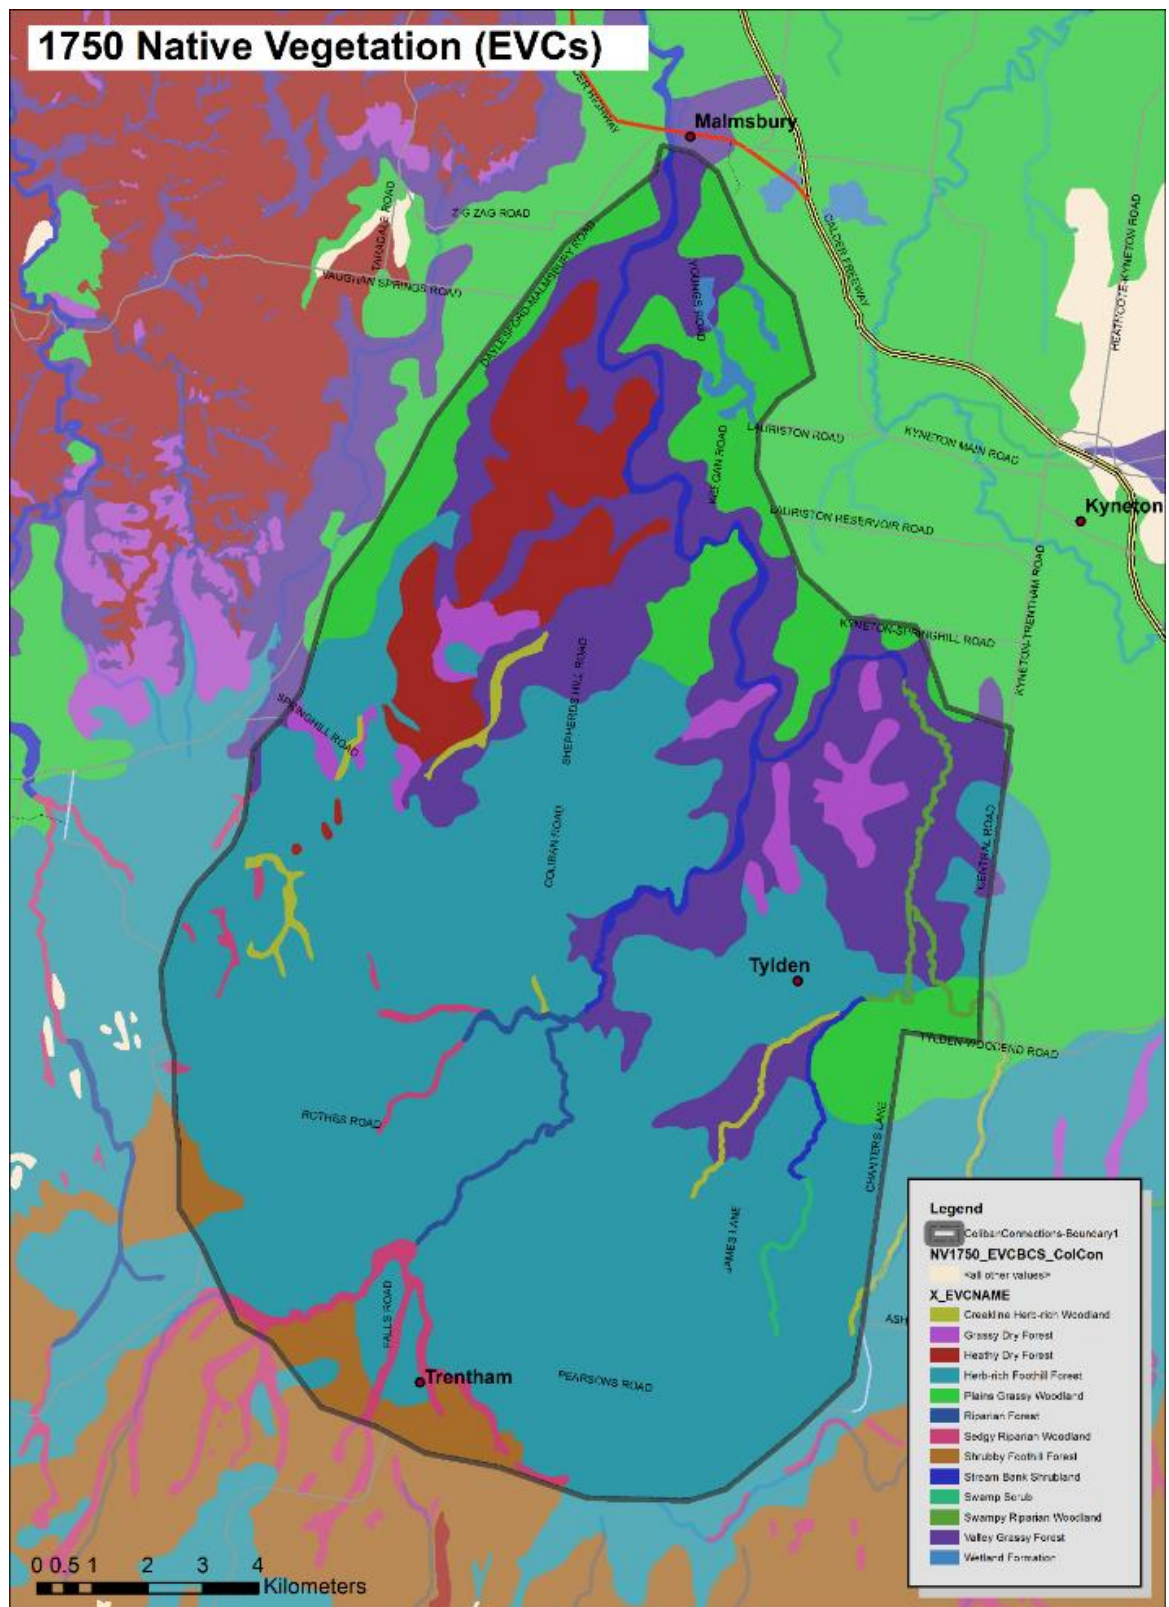 1750 Native Vegetation (EVCs)
DER HIGHWAY
Malmsbury
ZIG ZAG ROAD
TARADALE ROAD
VAUGHAN SPRINGS ROAD
DAYLESFORD-MALMSBURY ROAD
YOUNGS ROAD
CALDER FREEWAY
HEATHCOTE-KYNETON ROAD
LAURISTON ROAD
KYNETON MAIN ROAD
ROAD
Kyneton
LAURISTON RESERVOIR ROAD
KYNETON-TRENTHAM ROAD
KYNETON-SPRINGHILL ROAD
SHEPHERDS HILL ROAD
SPRINGHILL ROAD
COLIBAN ROAD
CENTRAL ROAD
Tylden
TYLDEN-WOODEND ROAD
ROTHES ROAD
CHANTERS LANE
JAMES LANE
FALLS ROAD
ASH
Trentham
PEARSONS ROAD
Legend
ColibanConnections-Boundary1
NV1750_EVCBCS_ColCon
<all other values>
X_EVCNAME
Creekline Herb-rich Woodland
Grassy Dry Forest
Heathy Dry Forest
Herb-rich Foothill Forest
Plains Grassy Woodland
Riparian Forest
Sedgy Riparian Woodland
Shrubby Foothill Forest
Stream Bank Shrubland
Swamp Scrub
Swampy Riparian Woodland
Valley Grassy Forest
Wetland Formation
0 0.5 1 2 3 4
Kilometers